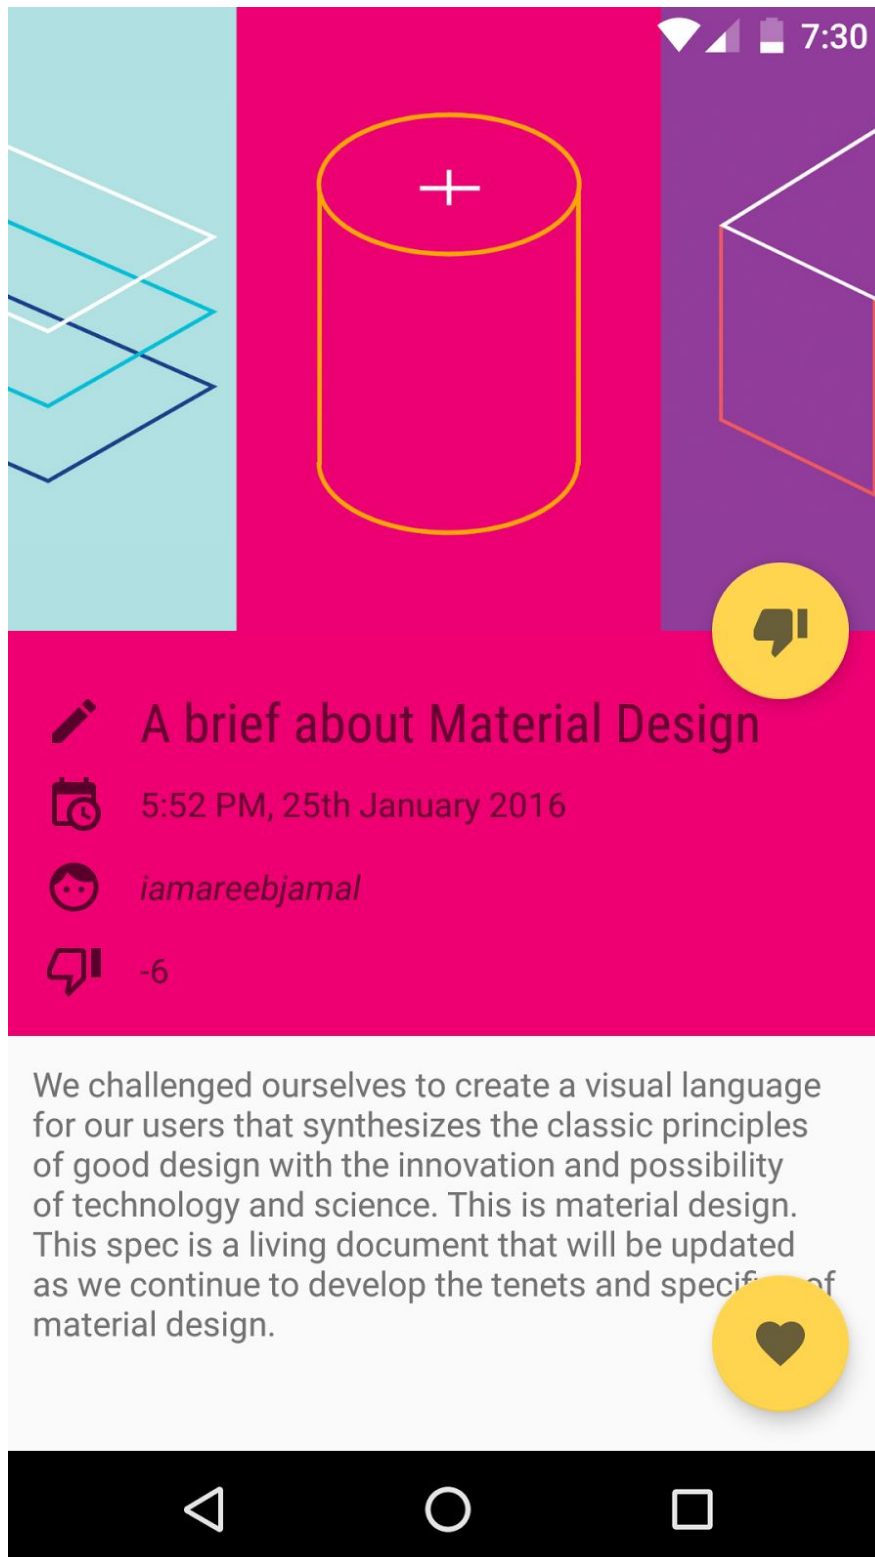 7:30
A brief about Material Design
5:52 PM, 25th January 2016
iamareebjamal
-6
We challenged ourselves to create a visual language
for our users that synthesizes the classic principles
of good design with the innovation and possibility
of technology and science. This is material design.
This spec is a living document that will be updated
as we continue to develop the tenets and of
material design.